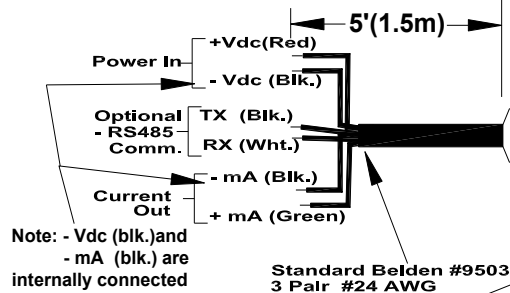 5'(1.5m)
Power In
+Vdc(Red)
- Vdc (Blk.)
Optional
- RS485
Comm.
TX (Blk.)
RX (Wht.)
Current
Out
- mA (Blk.)
+ mA (Green)
Note: - Vdc (blk.)and
- mA (blk.) are
internally connected
Standard Belden #9503
3 Pair #24 AWG